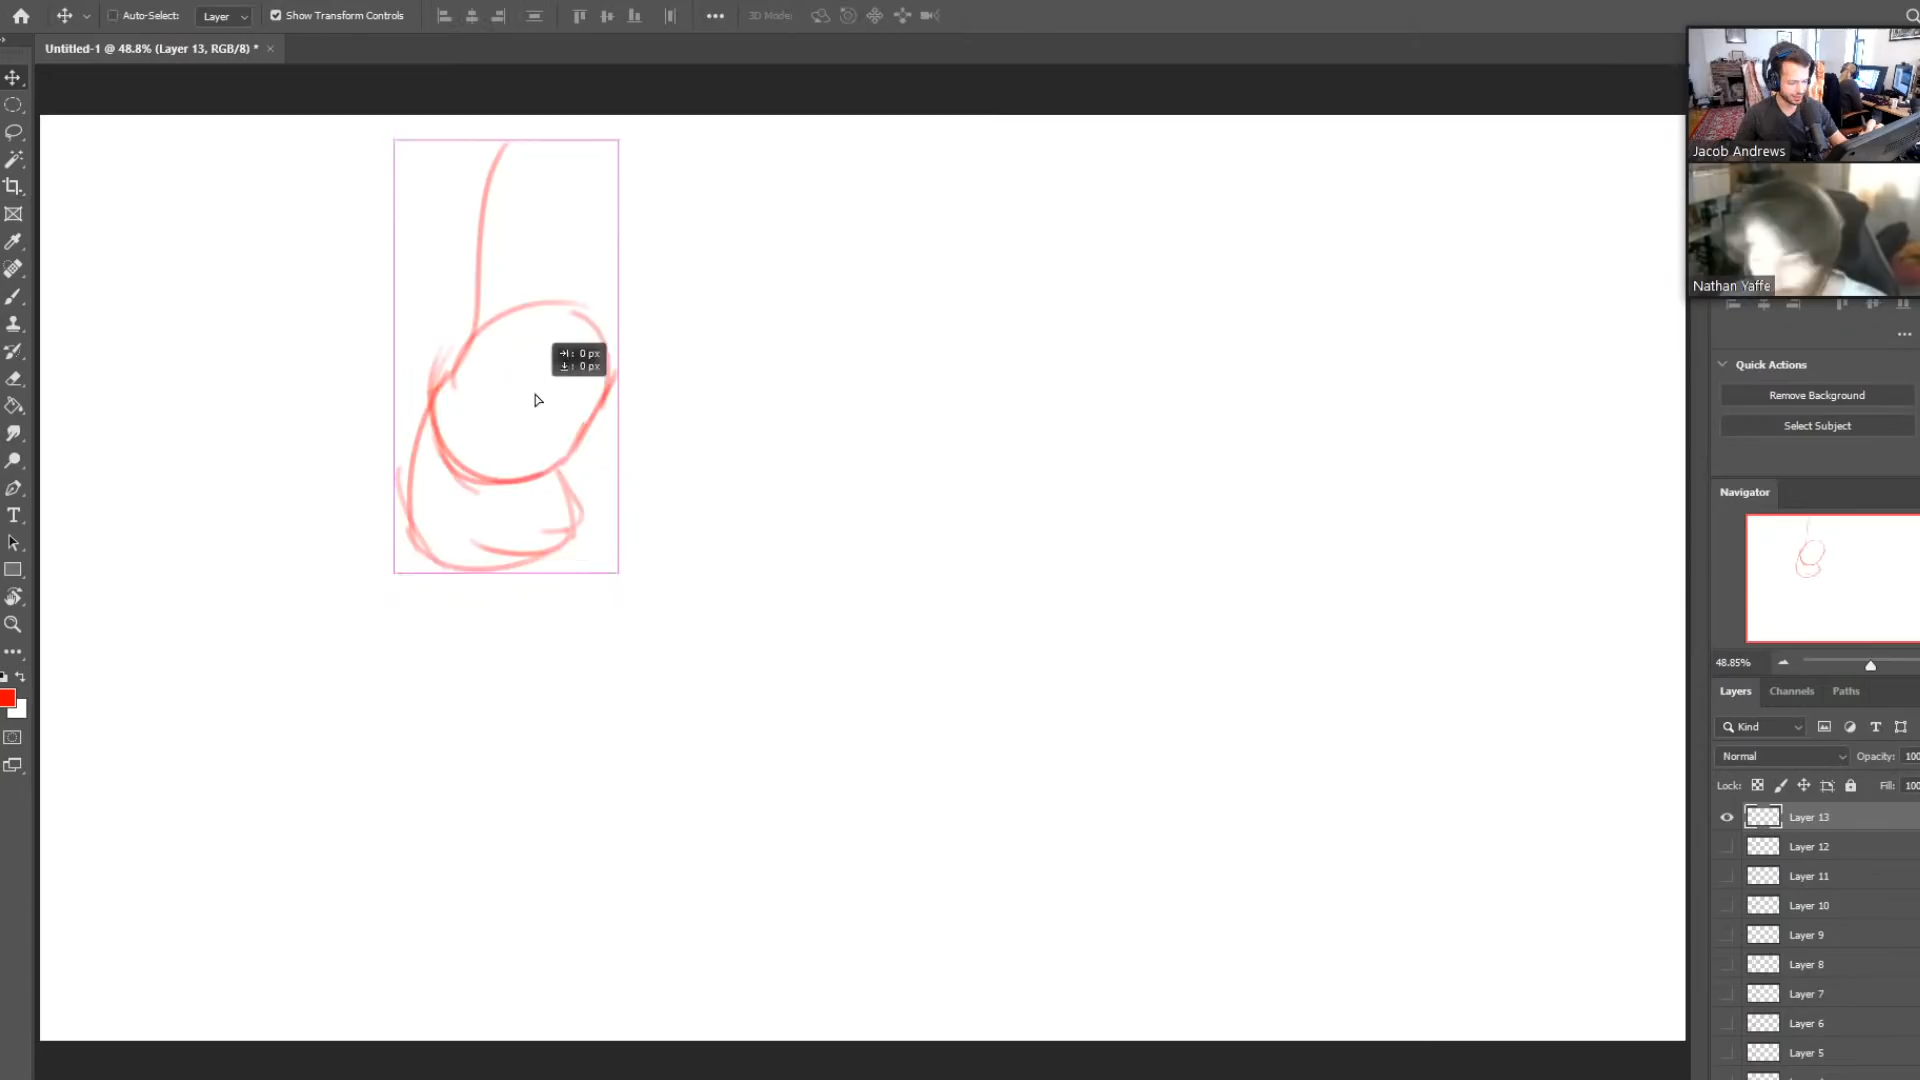 Auto-Select:
Layer
Show Transform Controls
3D Mode:
Untitled-1 @ 48.8% (Layer 13, RGB/8) *
Jacob Andrews
Nathan Yaffe
0 px
0 px
Quick Actions
Remove Background
Select Subject
Navigator
48.85%
Layers
Channels
Paths
Kind
Normal
Opacity: 100
Lock:
Fill: 100
Layer 13
Layer 12
Layer 11
Layer 10
Layer 9
Layer 8
Layer 7
Layer 6
Layer 5